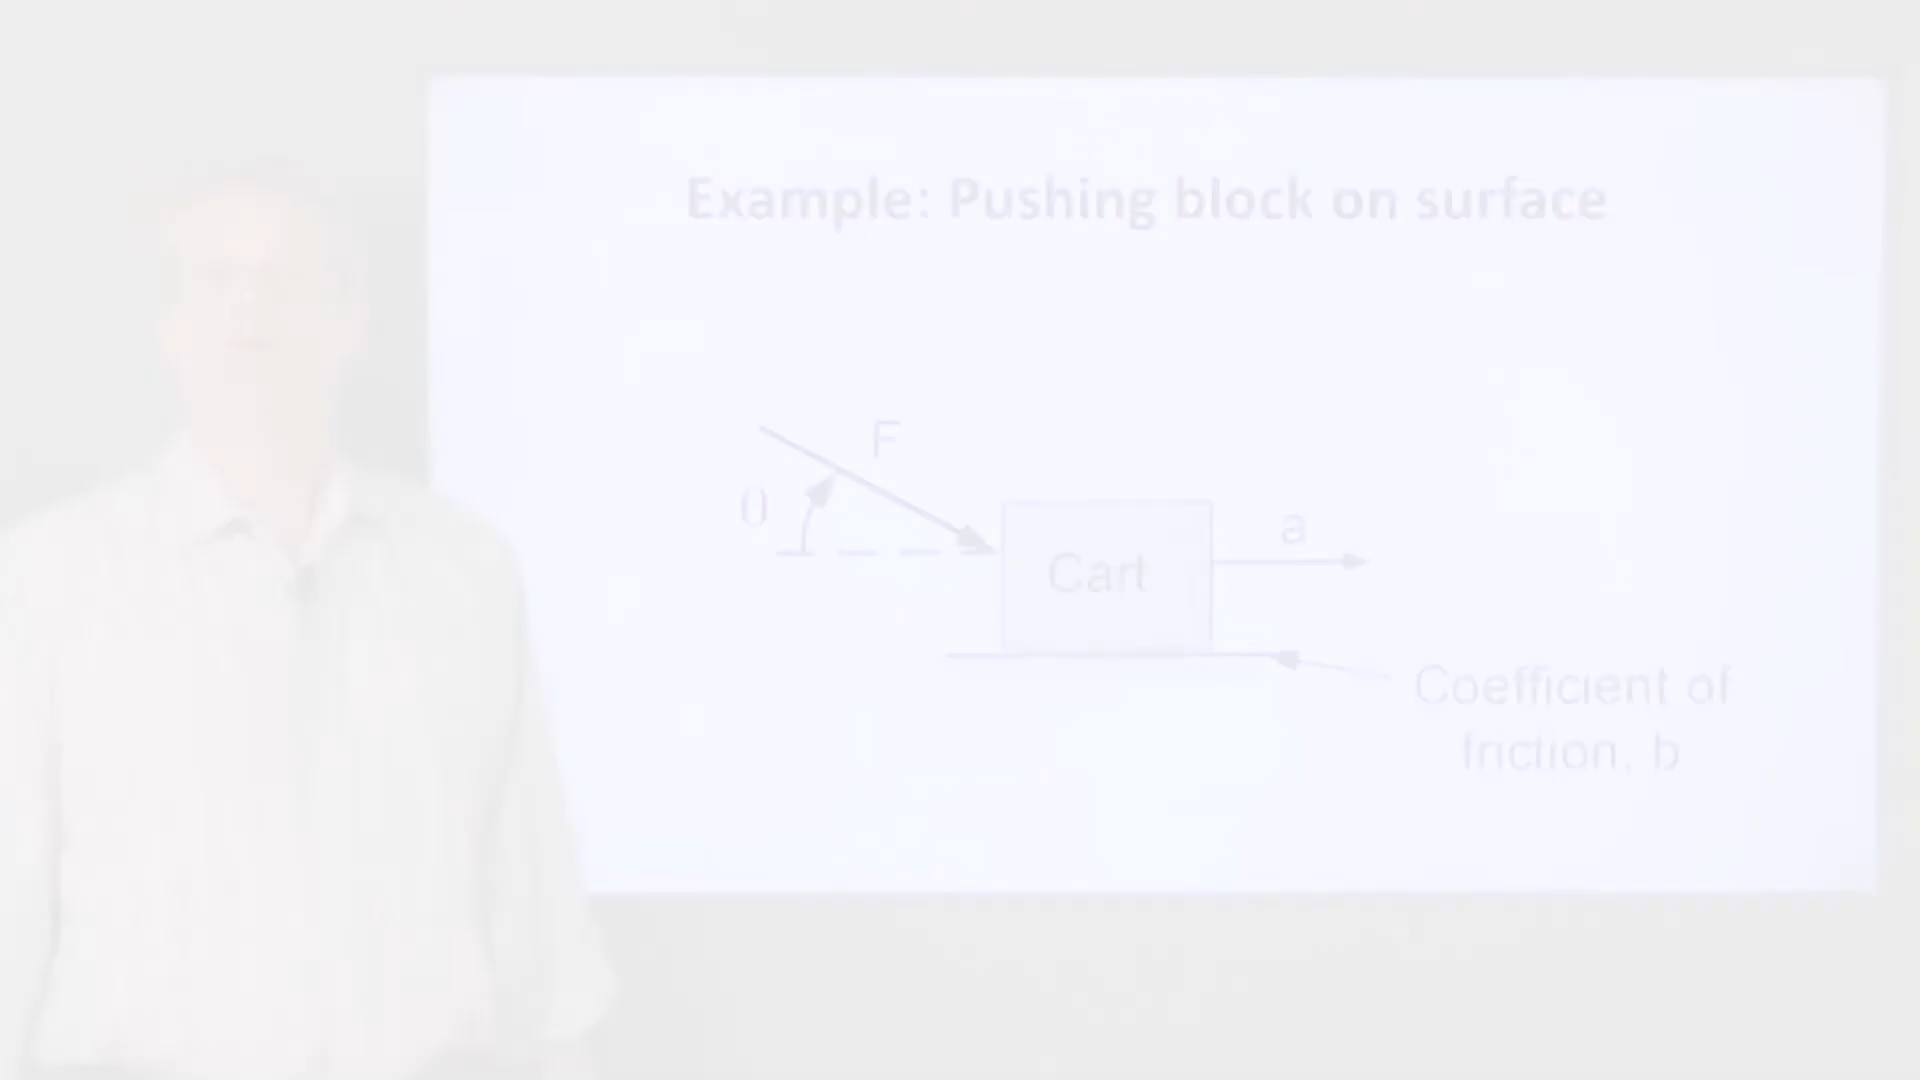 Example: Pushing block on surface
F
θ
a
Cart
Coefficient of
friction, b